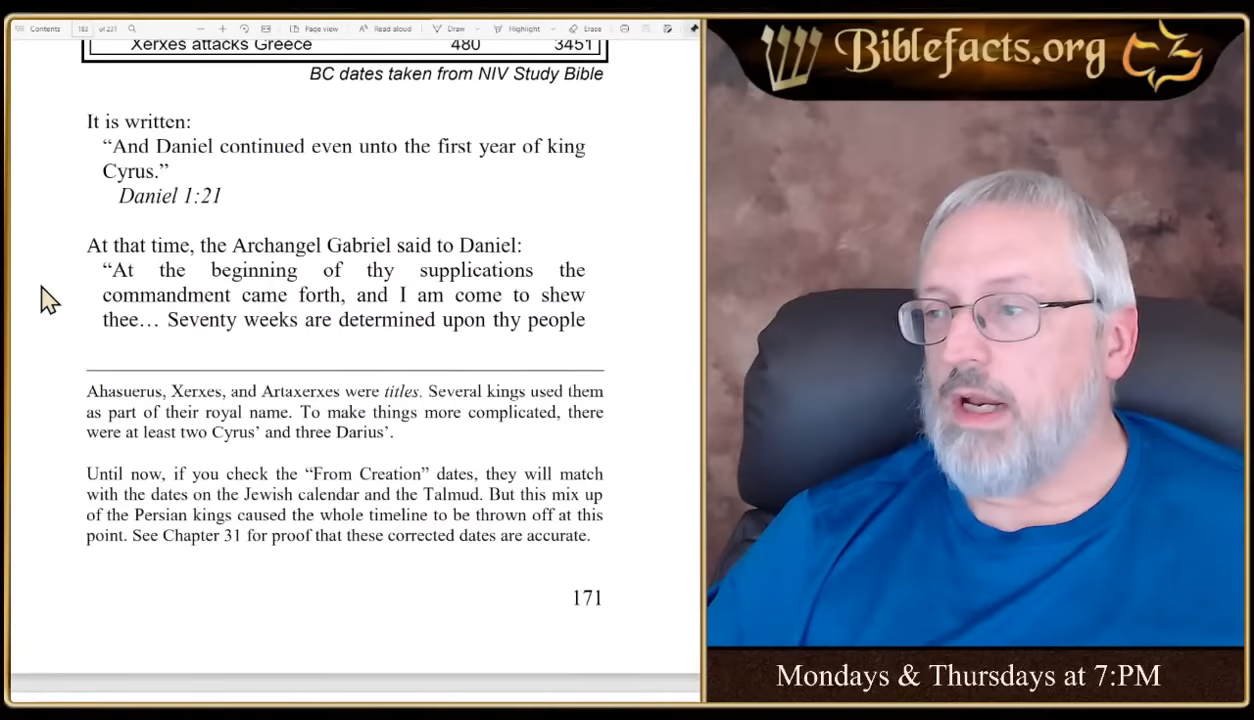 Contents
182 of 221
Page view
Read aloud
Draw
Highlight
Erase
Xerxes attacks Greece 480 3451
BC dates taken from NIV Study Bible
It is written:
“And Daniel continued even unto the first year of king
Cyrus.”
Daniel 1:21
At that time, the Archangel Gabriel said to Daniel:
“At the beginning of thy supplications the
commandment came forth, and I am come to shew
thee… Seventy weeks are determined upon thy people
Ahasuerus, Xerxes, and Artaxerxes were titles. Several kings used them
as part of their royal name. To make things more complicated, there
were at least two Cyrus’ and three Darius’.
Until now, if you check the “From Creation” dates, they will match
with the dates on the Jewish calendar and the Talmud. But this mix up
of the Persian kings caused the whole timeline to be thrown off at this
point. See Chapter 31 for proof that these corrected dates are accurate.
171
Biblefacts.org
Mondays & Thursdays at 7:PM